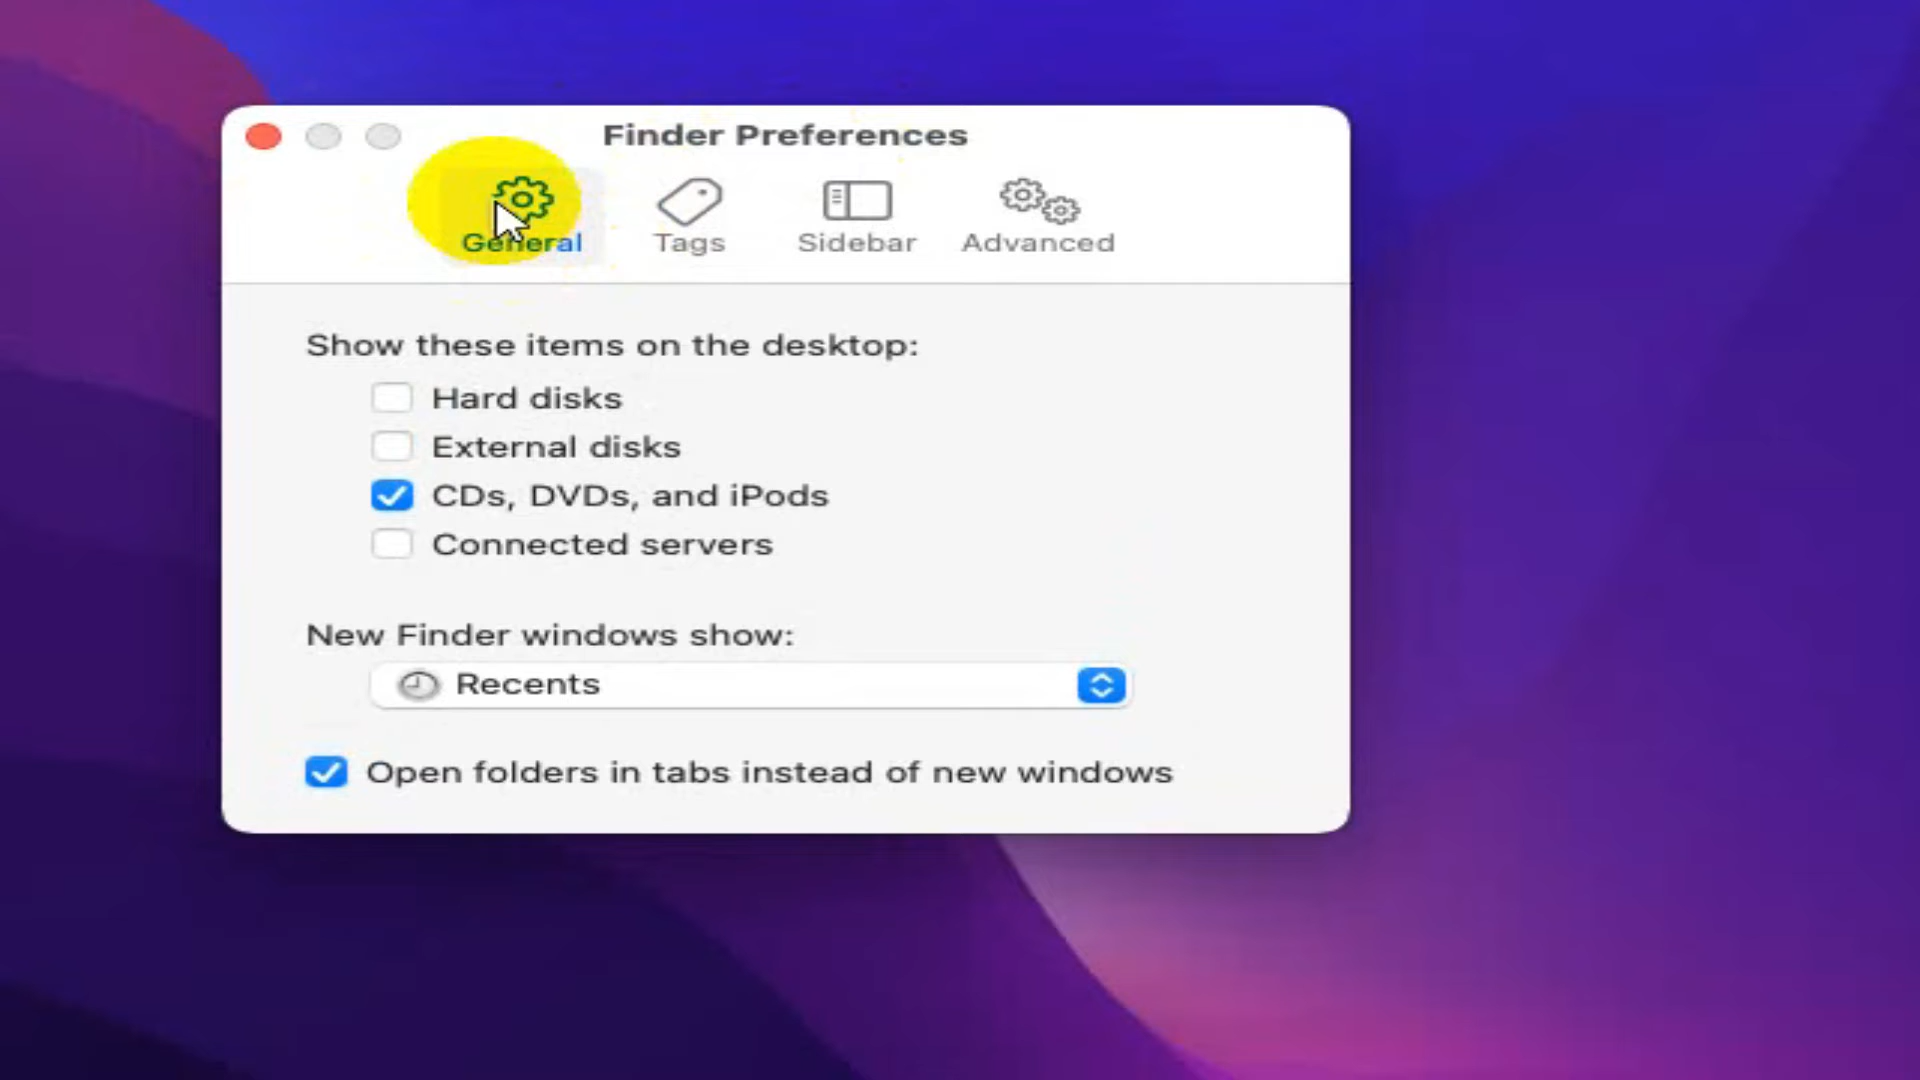 Finder Preferences
General Tags Sidebar Advanced
Show these items on the desktop:
Hard disks
External disks
CDs, DVDs, and iPods
Connected servers
New Finder windows show:
Recents
Open folders in tabs instead of new windows